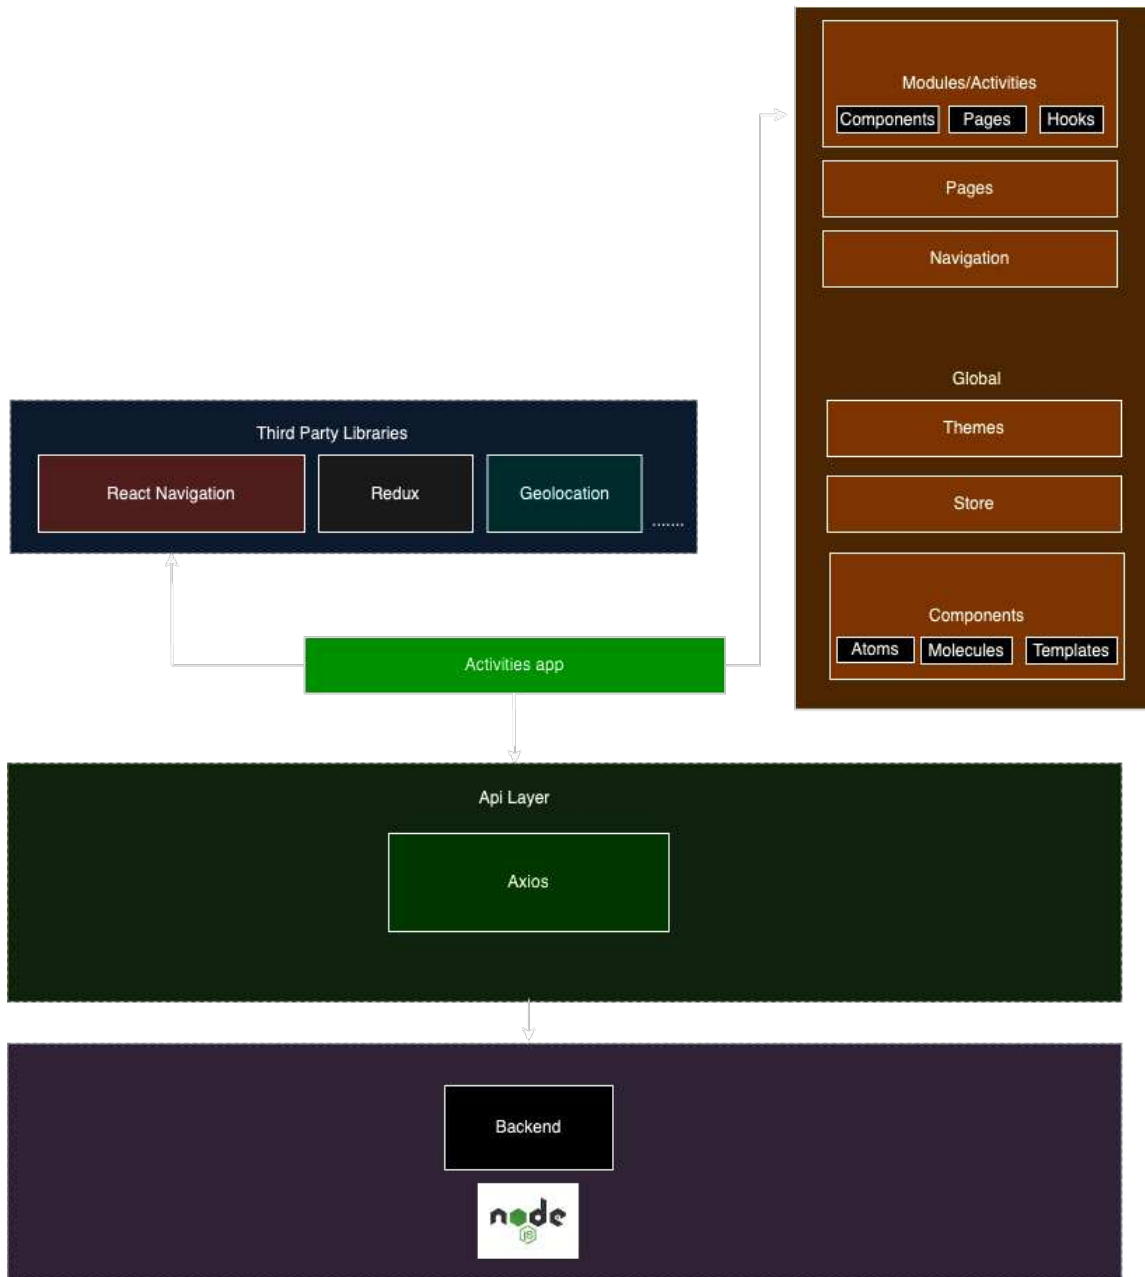 Modules/Activities
Components
Pages
Hooks
Pages
Navigation
Global
Themes
Store
Components
Atoms
Molecules
Templates
Third Party Libraries
React Navigation
Redux
Geolocation
.......
Activities app
Api Layer
Axios
Backend
node
JS